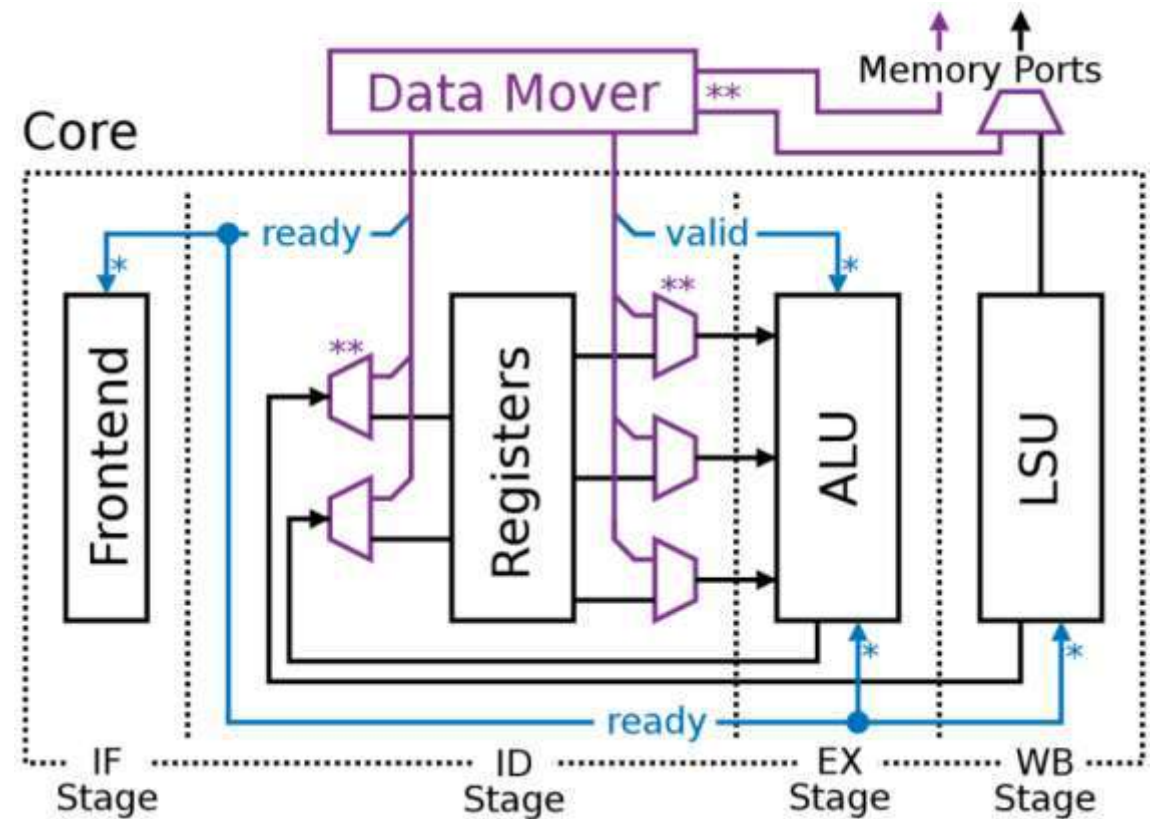 Memory Ports
Data Mover
**
Core
ready
valid
*
*
**
**
Frontend
Registers
ALU
LSU
*
*
ready
IF
Stage
ID
Stage
EX
Stage
WB
Stage